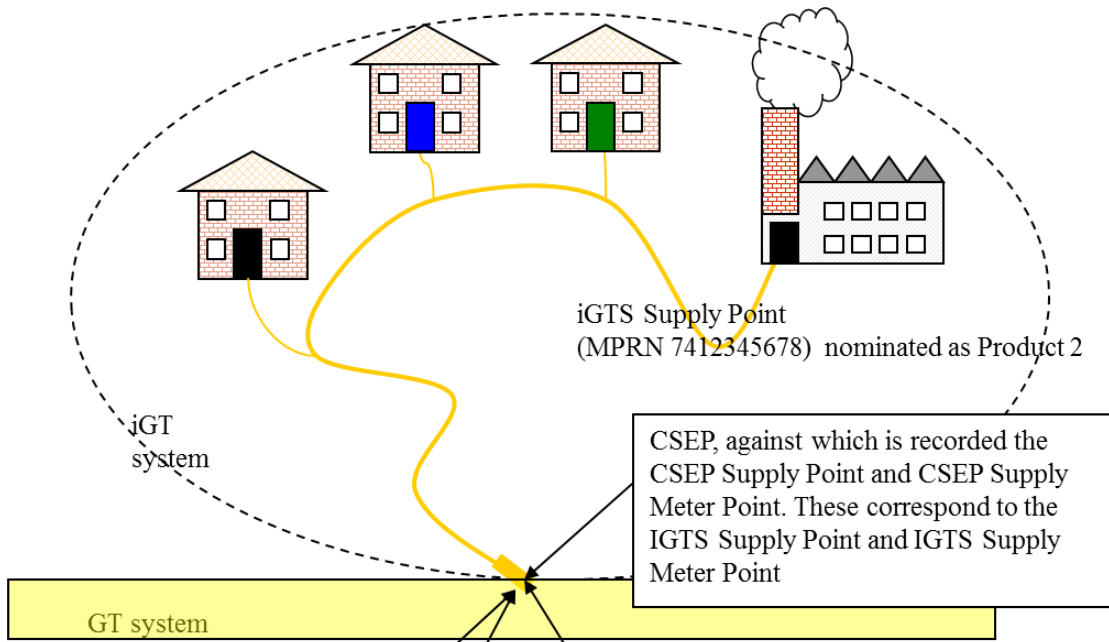 iGTS Supply Point
(MPRN 7412345678)  nominated as Product 2
iGT
system
CSEP, against which is recorded the
CSEP Supply Point and CSEP Supply
Meter Point. These correspond to the
IGTS Supply Point and IGTS Supply
Meter Point
GT system